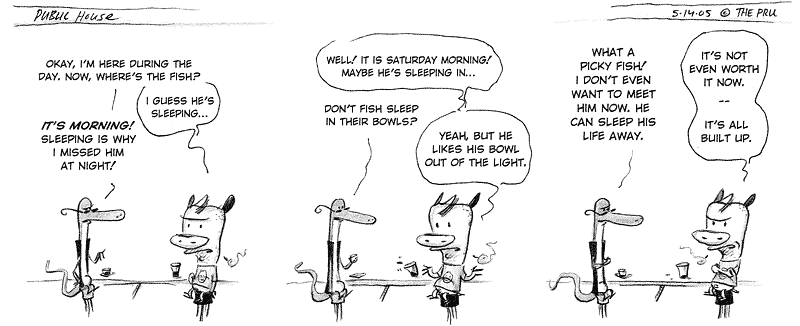 PUBLIC HOUSE
5-14-05 © THE PRU
OKAY, I'M HERE DURING THE
DAY. NOW, WHERE'S THE FISH?
I GUESS HE'S
SLEEPING...
IT'S MORNING!
SLEEPING IS WHY
I MISSED HIM
AT NIGHT!
WELL! IT IS SATURDAY MORNING!
MAYBE HE'S SLEEPING IN...
DON'T FISH SLEEP
IN THEIR BOWLS?
YEAH, BUT HE
LIKES HIS BOWL
OUT OF THE LIGHT.
WHAT A
PICKY FISH!
I DON'T EVEN
WANT TO MEET
HIM NOW. HE
CAN SLEEP HIS
LIFE AWAY.
IT'S NOT
EVEN WORTH
IT NOW.
--
IT'S ALL
BUILT UP.